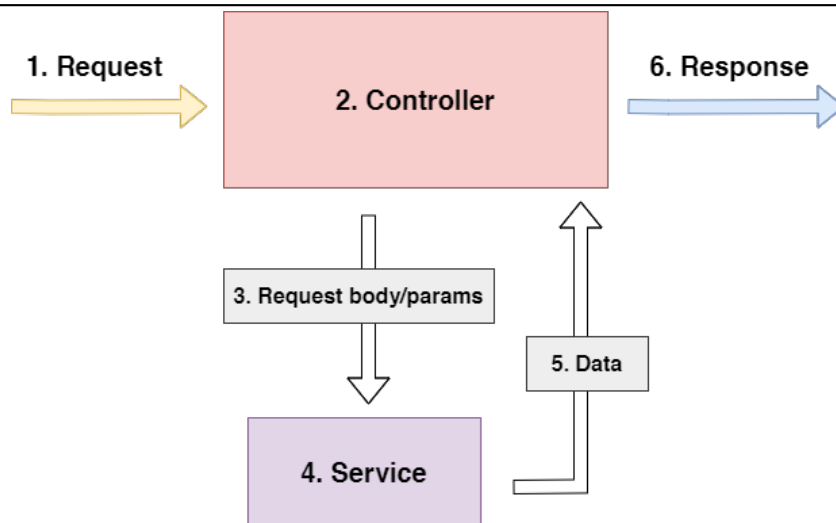 1. Request
2. Controller
6. Response
3. Request body/params
5. Data
4. Service